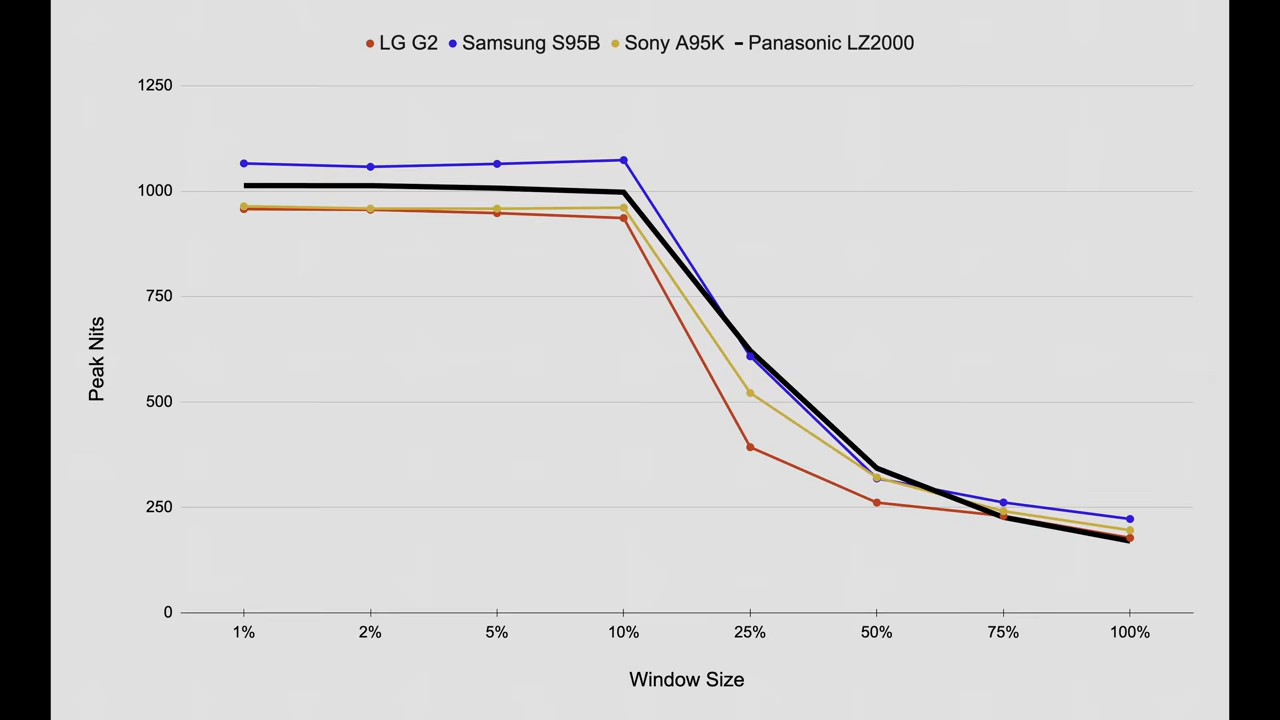 LG G2 Samsung S95B Sony A95K Panasonic LZ2000
1250
1000
750
500
250
0
Peak Nits
1% 2% 5% 10% 25% 50% 75% 100%
Window Size